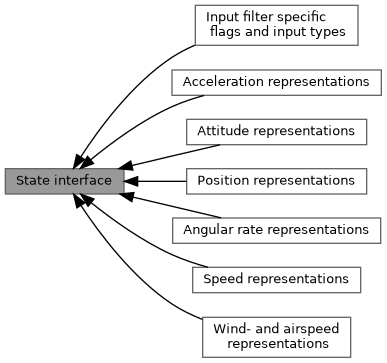 Input filter specific
flags and input types
Acceleration representations
Attitude representations
State interface
Position representations
Angular rate representations
Speed representations
Wind- and airspeed
representations